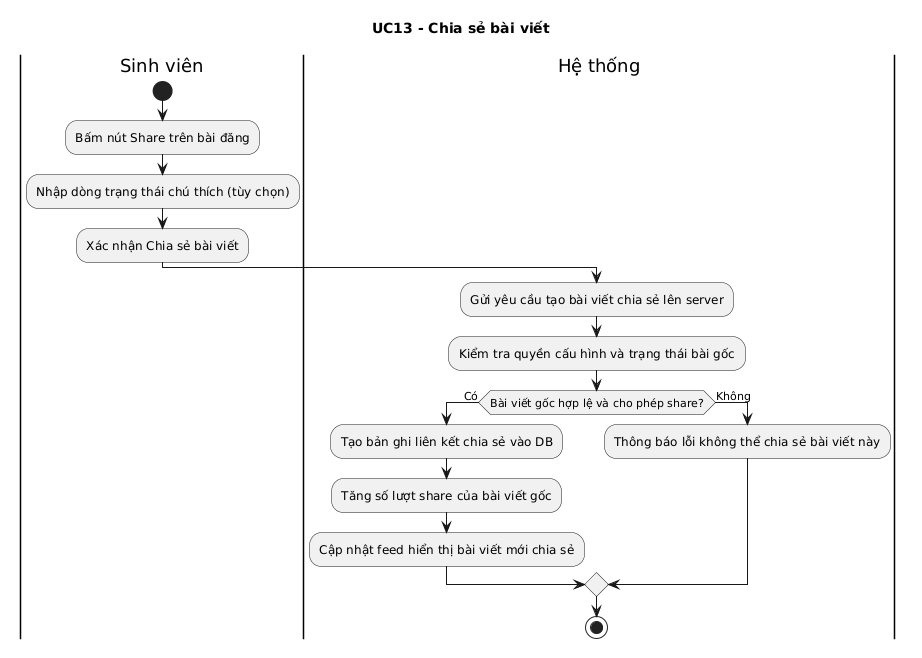 UC13 - Chia sẻ bài viết
Sinh viên
Hệ thống
Bấm nút Share trên bài đăng
Nhập dòng trạng thái chú thích (tùy chọn)
Xác nhận Chia sẻ bài viết
Gửi yêu cầu tạo bài viết chia sẻ lên server
Kiểm tra quyền cấu hình và trạng thái bài gốc
Có
Bài viết gốc hợp lệ và cho phép share?
Không
Tạo bản ghi liên kết chia sẻ vào DB
Thông báo lỗi không thể chia sẻ bài viết này
Tăng số lượt share của bài viết gốc
Cập nhật feed hiển thị bài viết mới chia sẻ